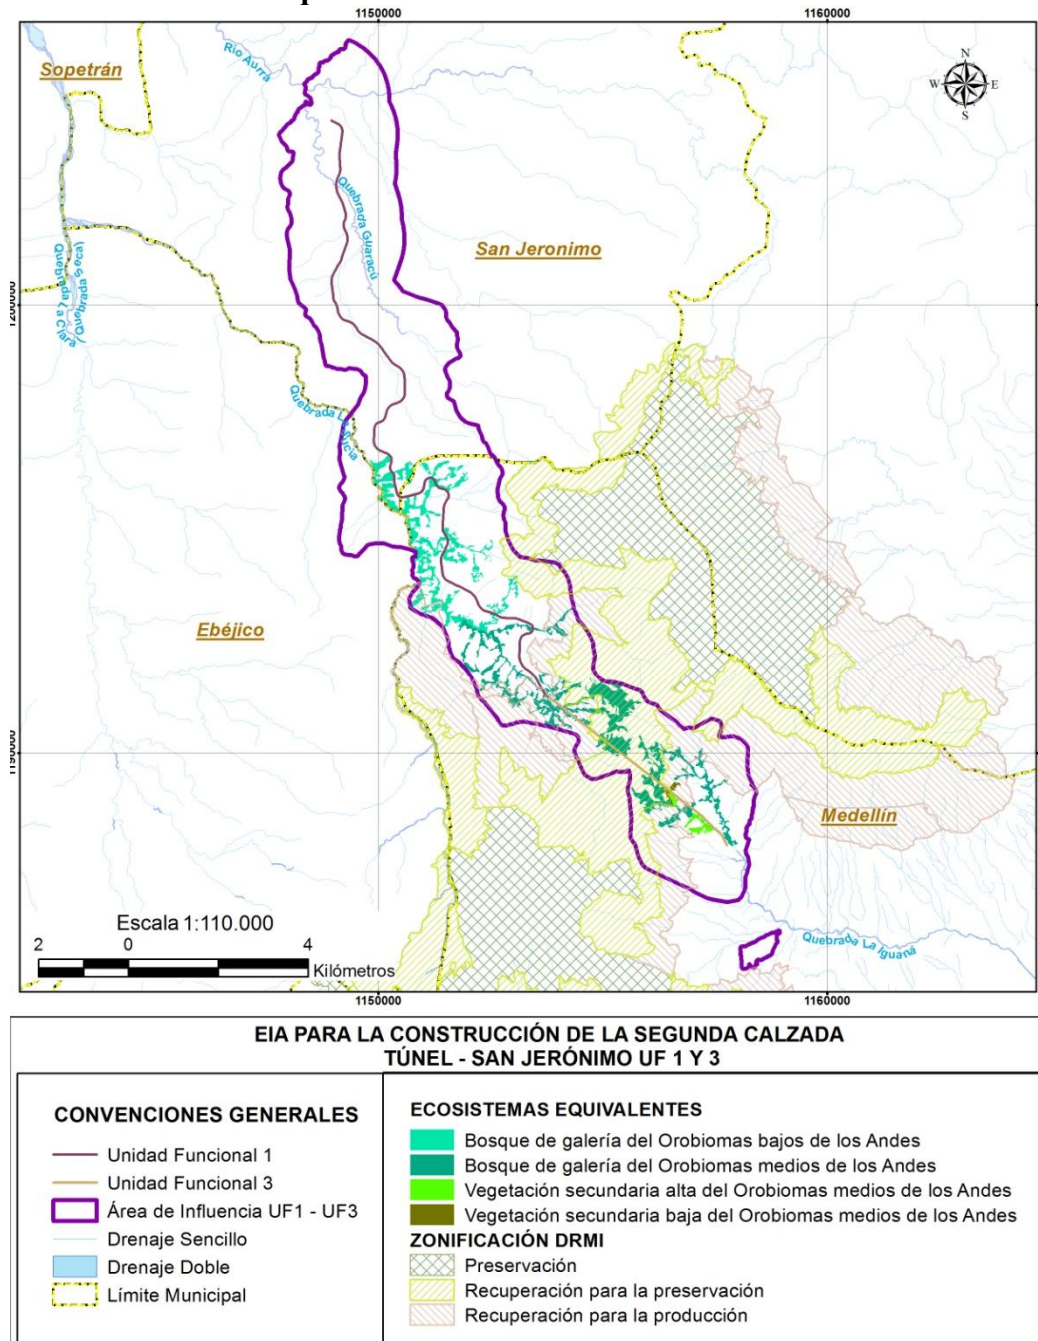 1150000
1160000
Sopetrán
Río Aurrá
N
W E
S
Quebrada Guaracú
San Jeronimo
Quebrada La Clara
(Quebrada Seca)
1200000
Quebrada La
Ebéjico
1190000
Medellín
Escala 1:110.000
2 0 4
Kilómetros
Quebrada La Iguaná
1150000
1160000
EIA PARA LA CONSTRUCCIÓN DE LA SEGUNDA CALZADA
TÚNEL - SAN JERÓNIMO UF 1 Y 3
CONVENCIONES GENERALES
Unidad Funcional 1
Unidad Funcional 3
Área de Influencia UF1 - UF3
Drenaje Sencillo
Drenaje Doble
Límite Municipal
ECOSISTEMAS EQUIVALENTES
Bosque de galería del Orobiomas bajos de los Andes
Bosque de galería del Orobiomas medios de los Andes
Vegetación secundaria alta del Orobiomas medios de los Andes
Vegetación secundaria baja del Orobiomas medios de los Andes
ZONIFICACIÓN DRMI
Preservación
Recuperación para la preservación
Recuperación para la producción